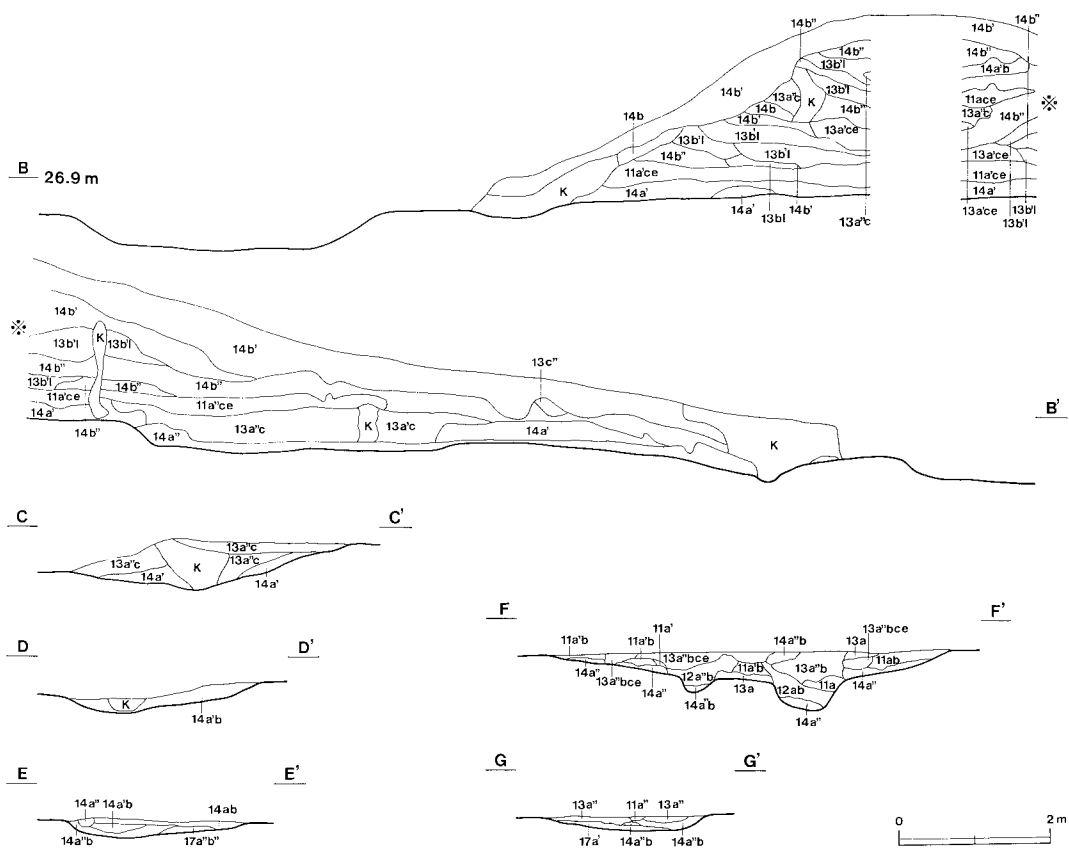 14b" 14b' 14b"
14b" 14b"
13b'l 14a'b
13a"c 13b'l 11ace ※
14b' K 13a'c
14b 14b 14b" 14b"
14b' 13a'ce
13b'l 13b'l 13a'ce
14b" 13b'l
B 26.9 m 11a'ce 11a'ce
K 14a' 14a'
14a' 13bl 14b' 13a"c 13a'ce 13b'l 13b'l
※ 14b'
K
13b'l 13b'l 14b' 13c"
14b" 14b"
13b'l 14b"
11a'ce 11a"ce
14a' 13a"c K 13a'c 14a' B'
14b" 14a" K
C C'
13a"c
13a"c 13a"c
14a' K 14a'
F F'
D D'
11a'b 11a'b 11a' 14a"b 13a 13a"bce
13a"bce 11a'b 13a"b 11ab
14a" 13a"bce 14a" 12a"b 13a 12ab 11a 14a"
K 14a"b 14a"
14a'b
E E' G G'
14a" 14a'b 14ab 13a" 11a" 13a"
14a"b 17a"b" 17a' 14a"b 14a"b
0 2 m